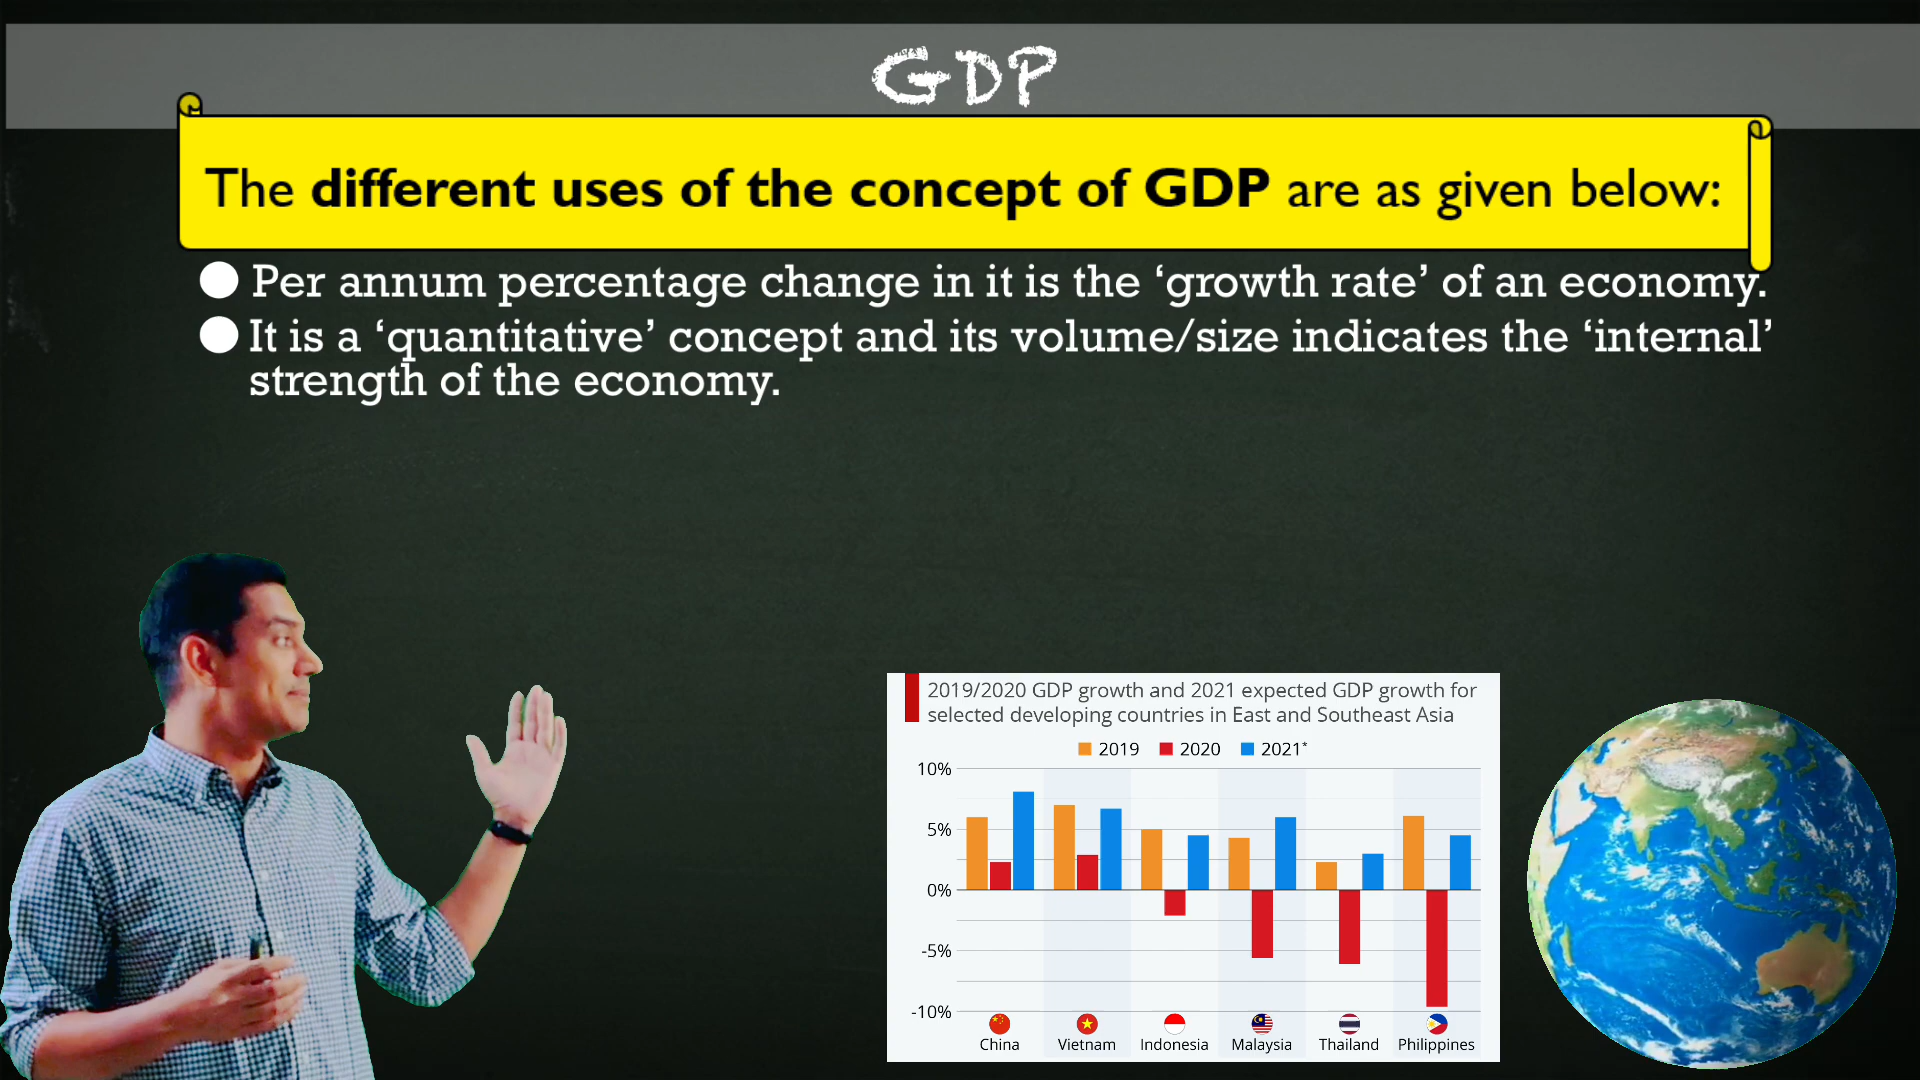 GDP
The different uses of the concept of GDP are as given below:
● Per annum percentage change in it is the ‘growth rate’ of an economy.
● It is a ‘quantitative’ concept and its volume/size indicates the ‘internal’
strength of the economy.
2019/2020 GDP growth and 2021 expected GDP growth for
selected developing countries in East and Southeast Asia
2019 2020 2021*
10%
5%
0%
-5%
-10%
China Vietnam Indonesia Malaysia Thailand Philippines